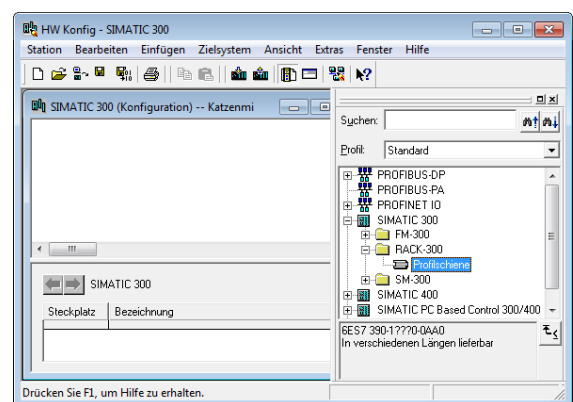 HW Konfig - SIMATIC 300
Station Bearbeiten Einfügen Zielsystem Ansicht Extras Fenster Hilfe
SIMATIC 300 (Konfiguration) -- Katzenmi
Suchen:
Profil: Standard
PROFIBUS-DP
PROFIBUS-PA
PROFINET IO
SIMATIC 300
FM-300
RACK-300
Profilschiene
SM-300
SIMATIC 400
SIMATIC PC Based Control 300/400
SIMATIC 300
Steckplatz Bezeichnung
6ES7 390-1???0-0AA0
In verschiedenen Längen lieferbar
Drücken Sie F1, um Hilfe zu erhalten.